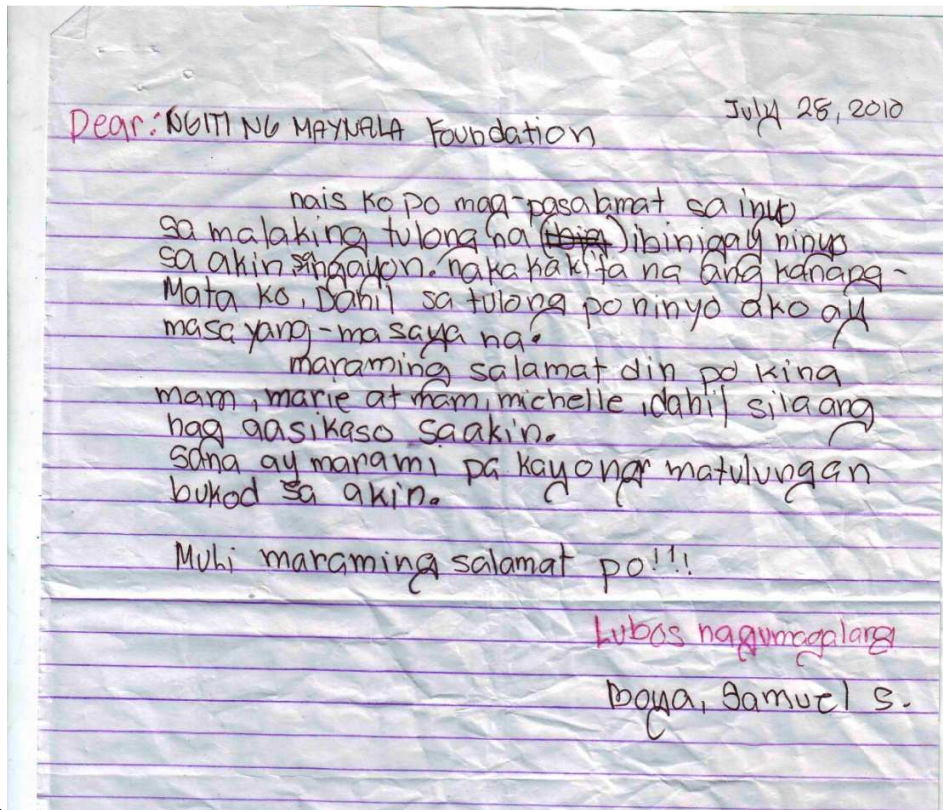 July 28, 2010
Dear: NGITI NG MAYNALA Foundation
nais ko po mag-pasalamat sa inyo
sa malaking tulong na ibinigay ninyo
sa akin, ngayon. nakakakita na ang kanang-
Mata ko, Dahil sa tulong po ninyo ako ay
masayang-masaya na.
maraming salamat din po kina
mam, marie at mam, michelle, dahil sila ang
nag aasikaso saakin.
sana ay marami pa kayong matulungan
bukod sa akin.
Muli maraming salamat po!!!
Lubos nagumagalang
Doya, Samuel S.